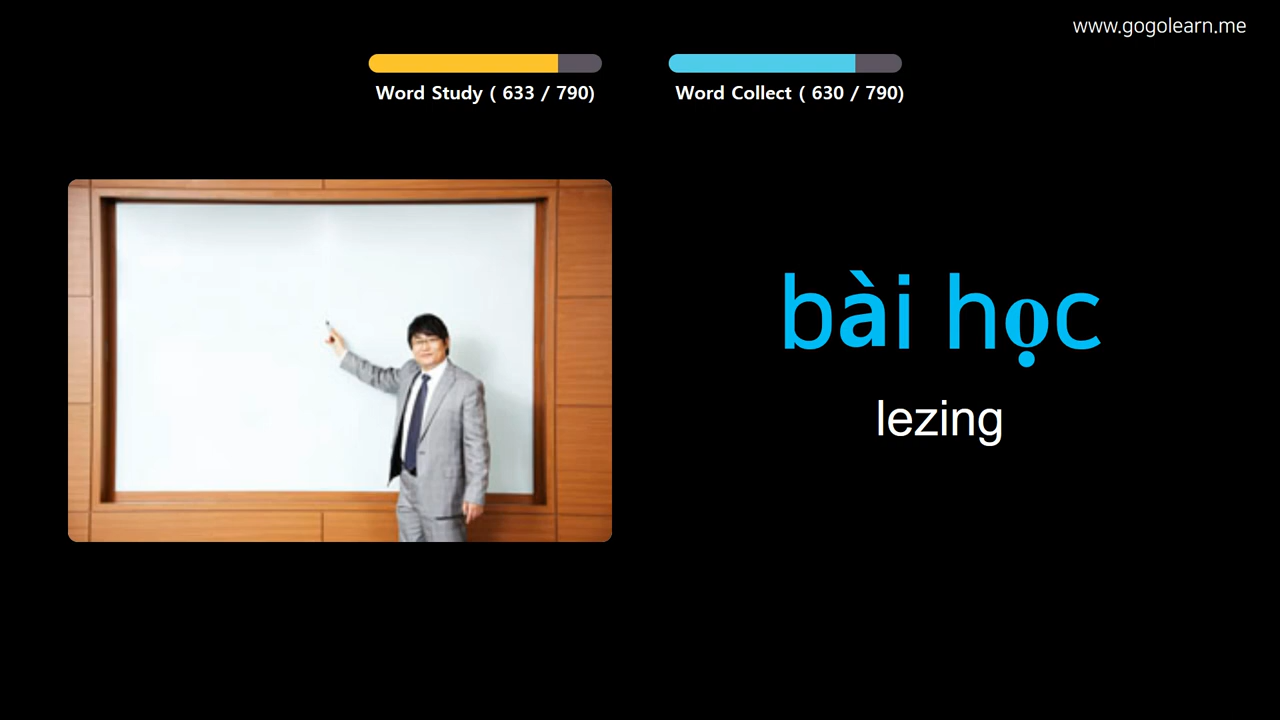 www.gogolearn.me
Word Study ( 633 / 790)
Word Collect ( 630 / 790)
bài học
lezing